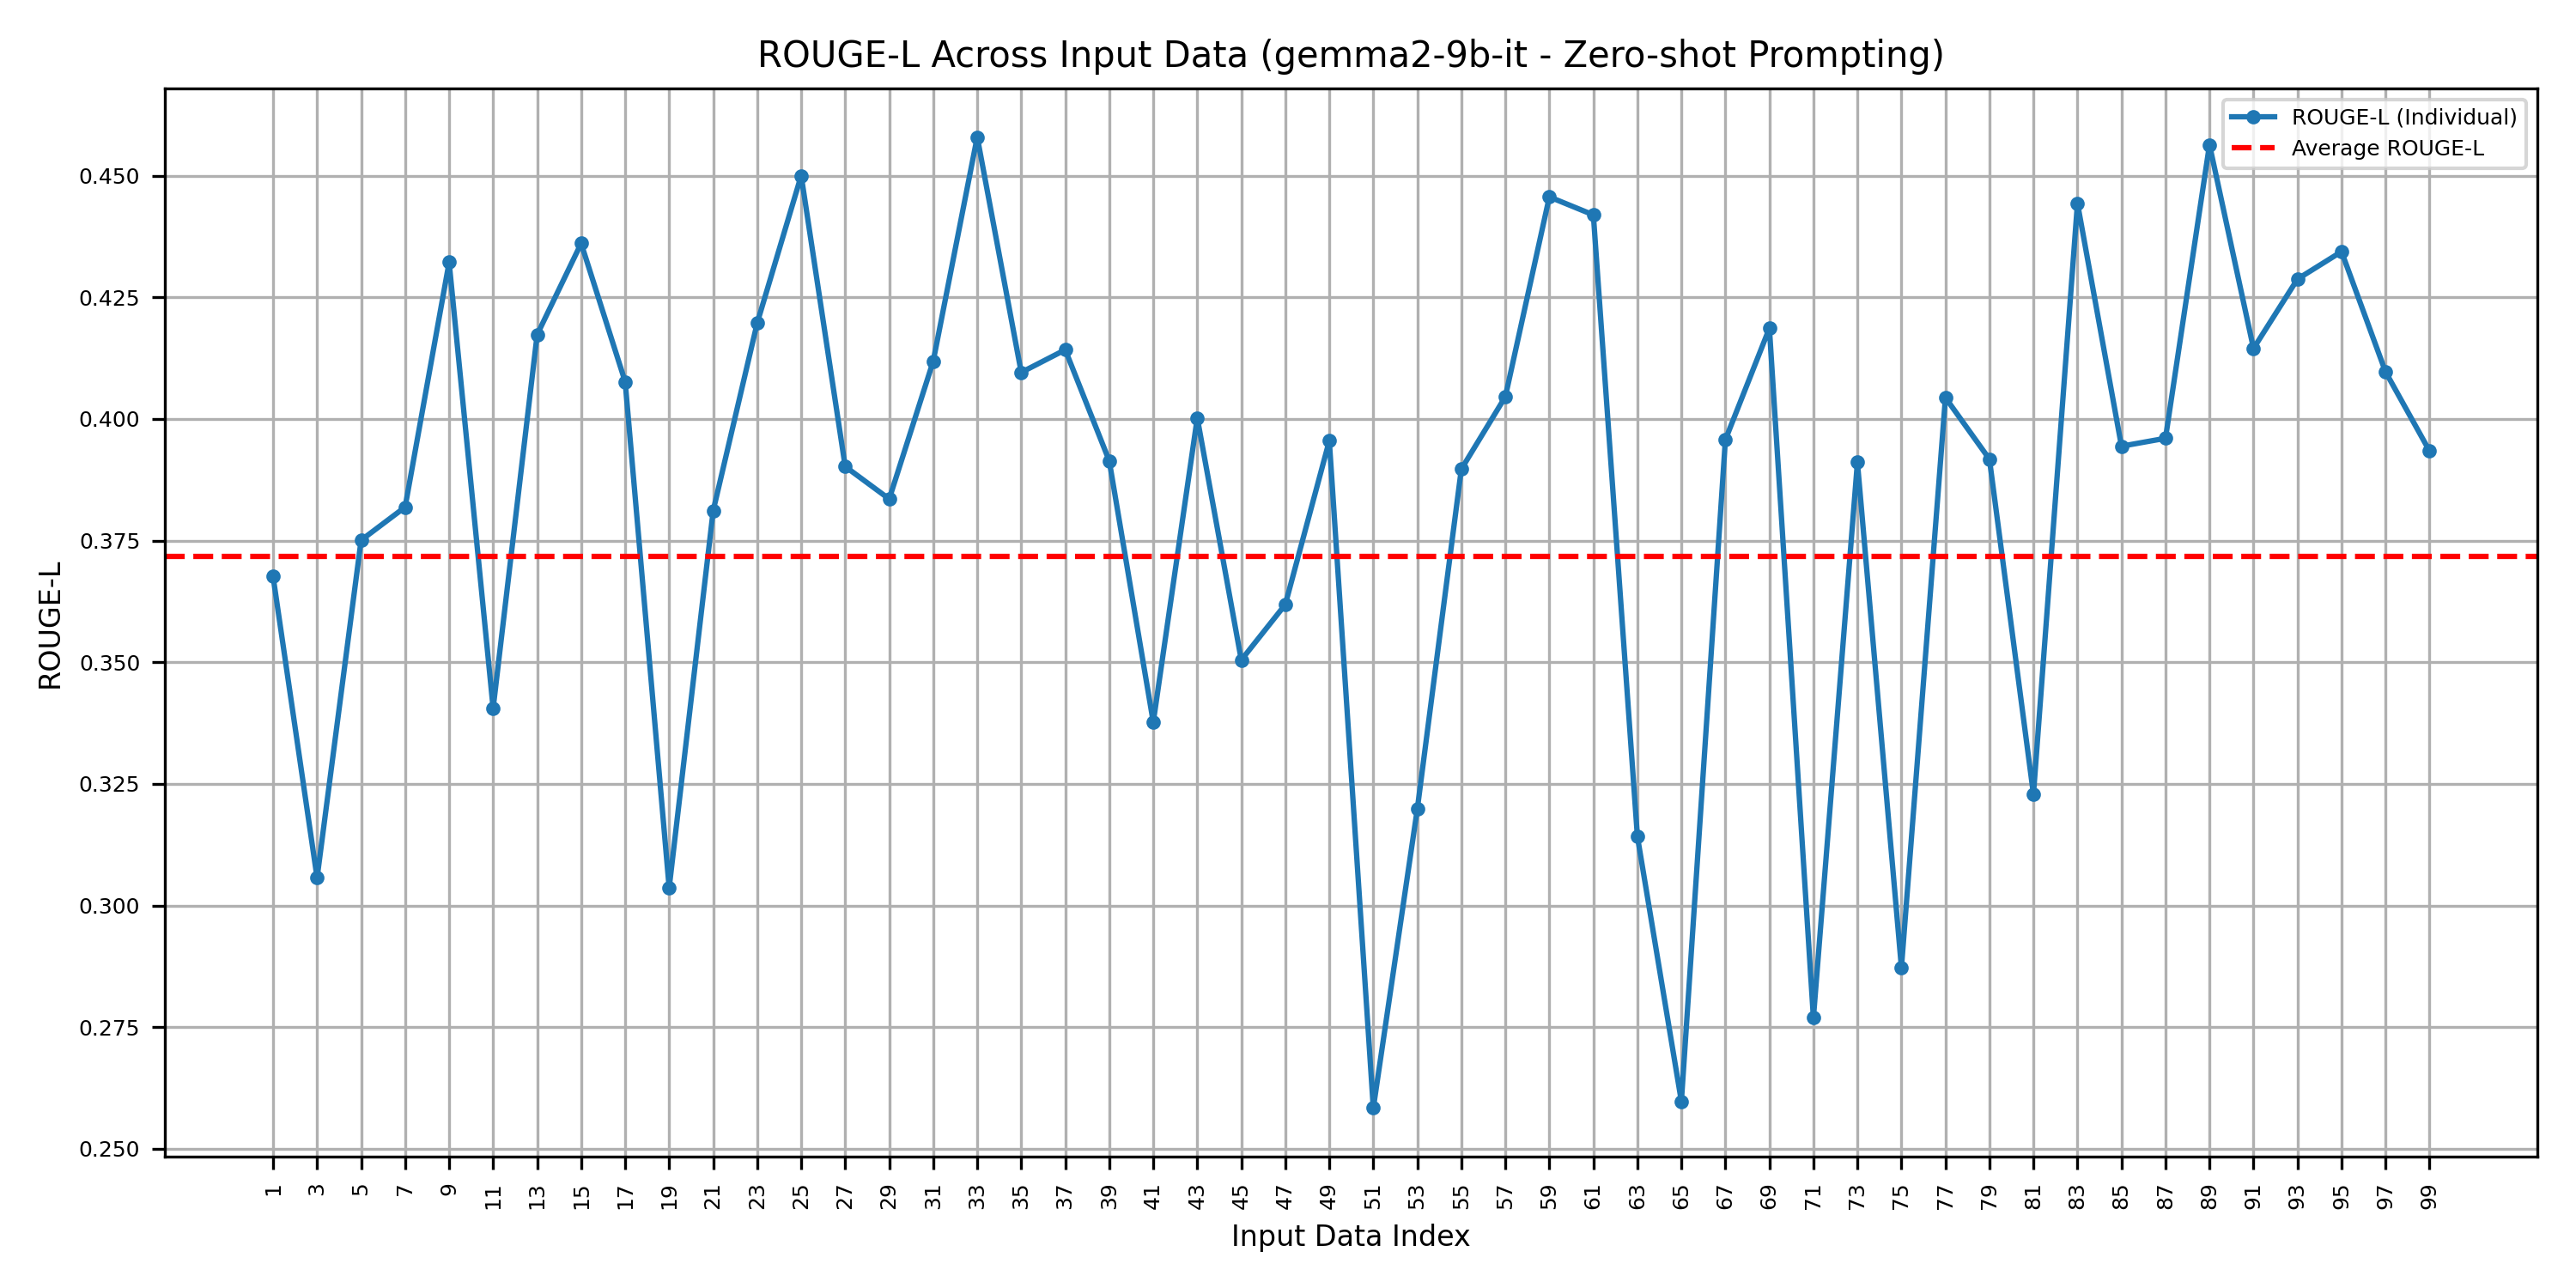 ROUGE-L Across Input Data (gemma2-9b-it - Zero-shot Prompting)
ROUGE-L (Individual)
Average ROUGE-L
ROUGE-L
0.450
0.425
0.400
0.375
0.350
0.325
0.300
0.275
0.250
1 3 5 7 9 11 13 15 17 19 21 23 25 27 29 31 33 35 37 39 41 43 45 47 49 51 53 55 57 59 61 63 65 67 69 71 73 75 77 79 81 83 85 87 89 91 93 95 97 99
Input Data Index